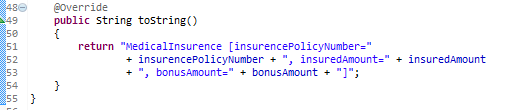 48 @Override
49 public String toString()
50 {
51 return "MedicalInsurence [insurencePolicyNumber="
52 + insurencePolicyNumber + ", insuredAmount=" + insuredAmount
53 + ", bonusAmount=" + bonusAmount + "]";
54 }
55 }